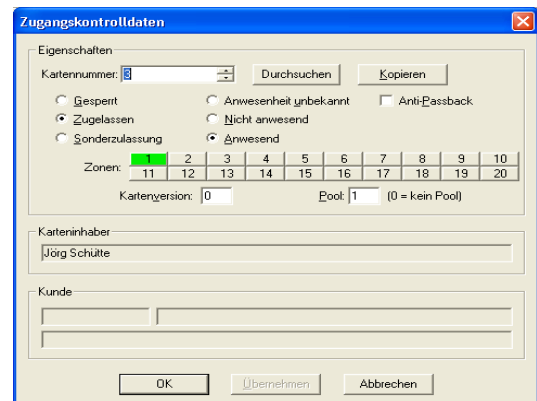 Zugangskontrolldaten
Eigenschaften
Kartennummer: 3 Durchsuchen Kopieren
Gesperrt Anwesenheit unbekannt Anti-Passback
Zugelassen Nicht anwesend
Sonderzulassung Anwesend
Zonen: 1 2 3 4 5 6 7 8 9 10
11 12 13 14 15 16 17 18 19 20
Kartenversion: 0 Pool: 1 (0 = kein Pool)
Karteninhaber
Jörg Schütte
Kunde
OK Übernehmen Abbrechen